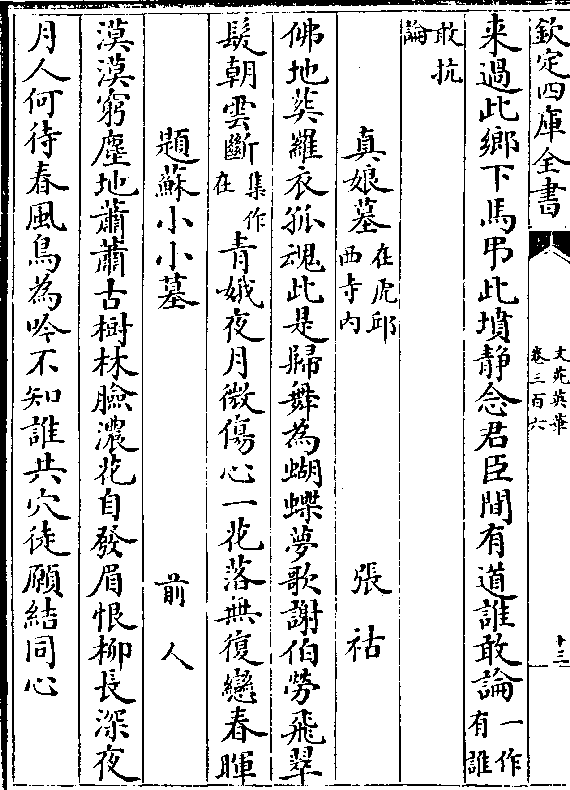 欽定四庫全書
文苑英華
卷三百六
十三
来過此鄉下馬弔此墳静念君臣間有道誰敢論一作有誰
敢抗論
真娘墓在虎邱西寺内 張祜
佛地葬羅衣孤魂此是歸舞為蝴蝶夢歌謝伯勞飛翠
髮朝雲斷集作在青娥夜月微傷心一花落無復戀春暉
題蘇小小墓 前人
漠漠窮塵地蕭蕭古樹林臉濃花自發眉恨柳長深夜
月人何待春風鳥為吟不知誰共穴徒願結同心